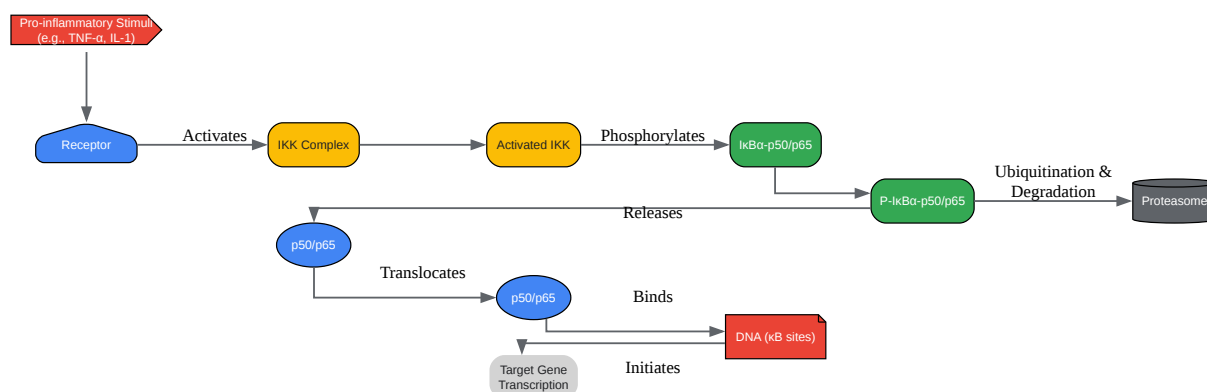 Pro-inflammatory Stimuli
(e.g., TNF-α, IL-1)
Receptor
Activates
IKK Complex
Activated IKK
Phosphorylates
IκBα-p50/p65
P-IκBα-p50/p65
Ubiquitination &
Degradation
Proteasome
Releases
p50/p65
Translocates
p50/p65
Binds
DNA (κB sites)
Initiates
Target Gene
Transcription